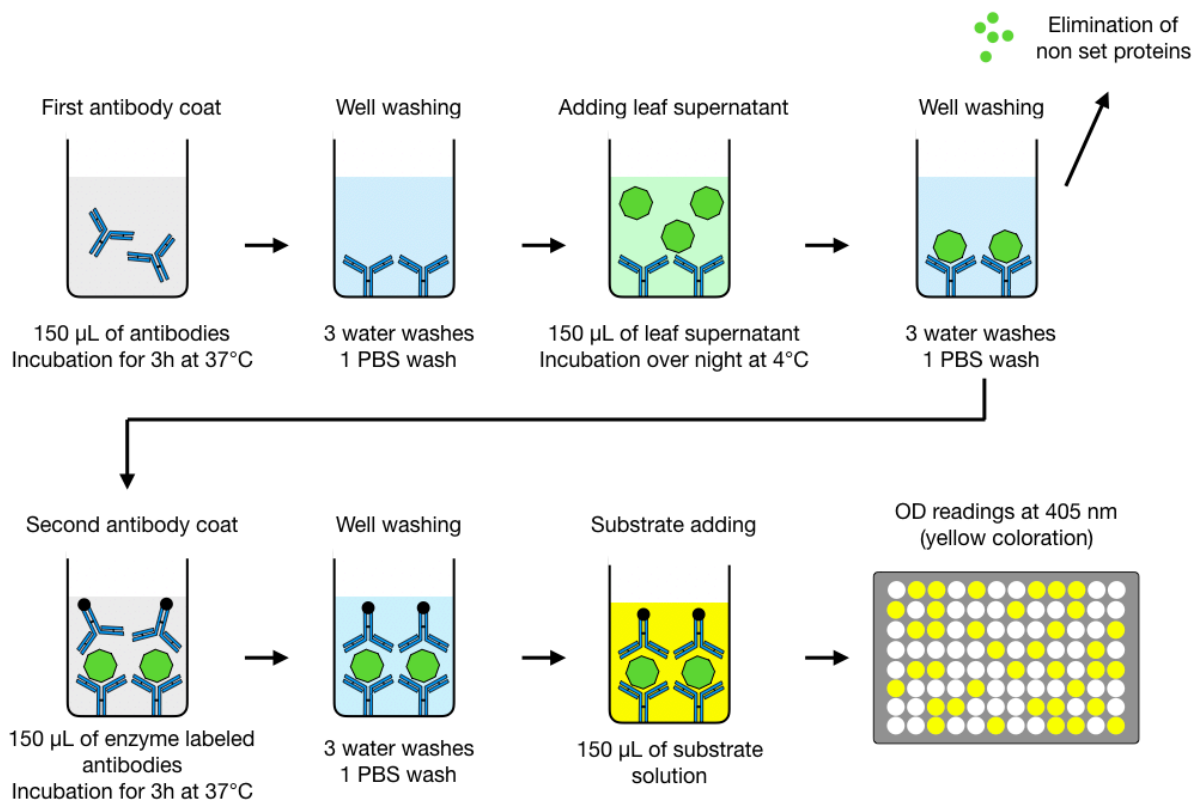 Elimination of
non set proteins
First antibody coat
Well washing
Adding leaf supernatant
Well washing
150 µL of antibodies
Incubation for 3h at 37°C
3 water washes
1 PBS wash
150 µL of leaf supernatant
Incubation over night at 4°C
3 water washes
1 PBS wash
Second antibody coat
Well washing
Substrate adding
OD readings at 405 nm
(yellow coloration)
150 µL of enzyme labeled
antibodies
Incubation for 3h at 37°C
3 water washes
1 PBS wash
150 µL of substrate
solution